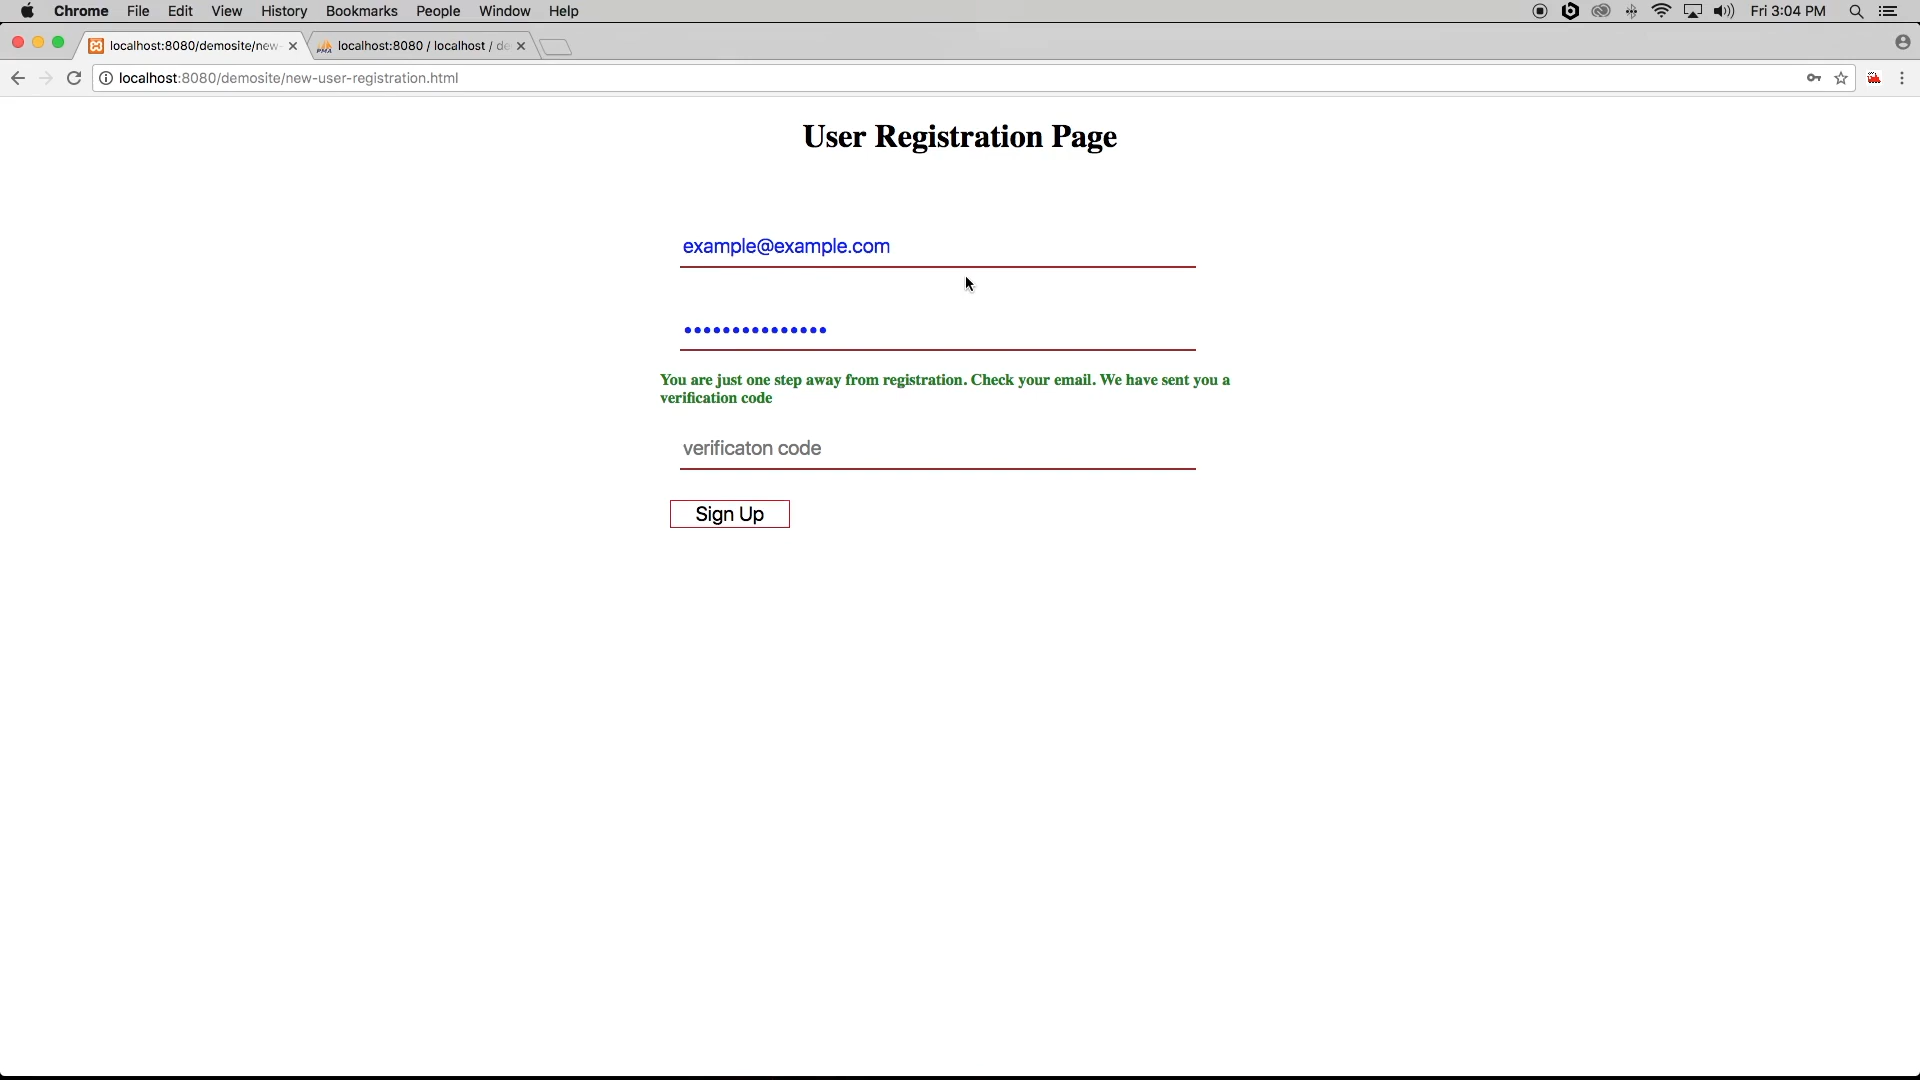 Chrome File Edit View History Bookmarks People Window Help Fri 3:04 PM
localhost:8080/demosite/new- localhost:8080 / localhost / de
localhost:8080/demosite/new-user-registration.html
User Registration Page
example@example.com
You are just one step away from registration. Check your email. We have sent you a
verification code
verificaton code
Sign Up